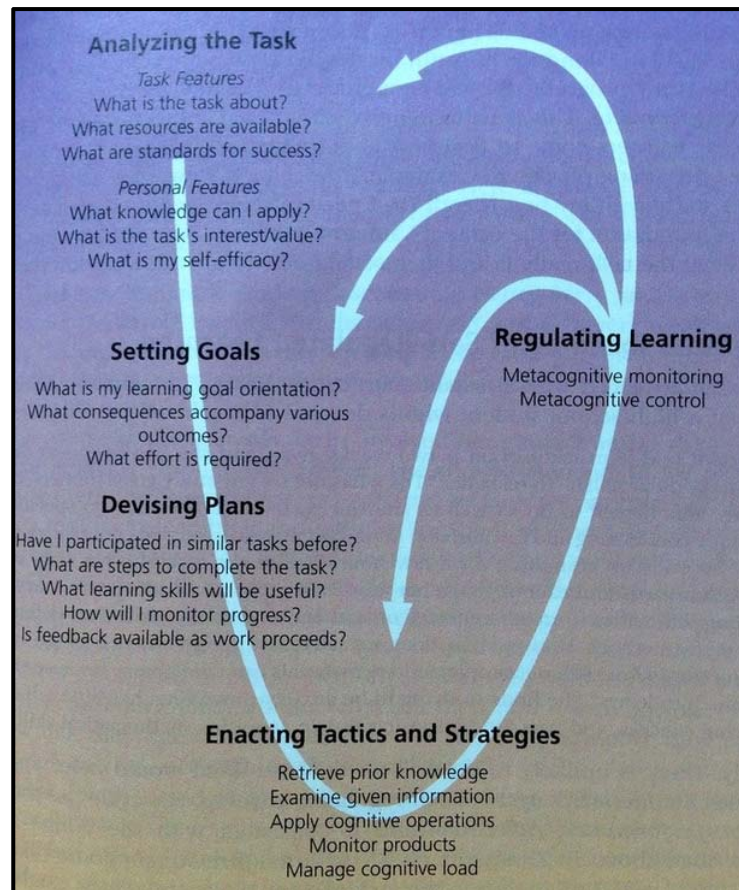 Analyzing the Task
Task Features
What is the task about?
What resources are available?
What are standards for success?
Personal Features
What knowledge can I apply?
What is the task's interest/value?
What is my self-efficacy?
Setting Goals
What is my learning goal orientation?
What consequences accompany various
outcomes?
What effort is required?
Regulating Learning
Metacognitive monitoring
Metacognitive control
Devising Plans
Have I participated in similar tasks before?
What are steps to complete the task?
What learning skills will be useful?
How will I monitor progress?
Is feedback available as work proceeds?
Enacting Tactics and Strategies
Retrieve prior knowledge
Examine given information
Apply cognitive operations
Monitor products
Manage cognitive load